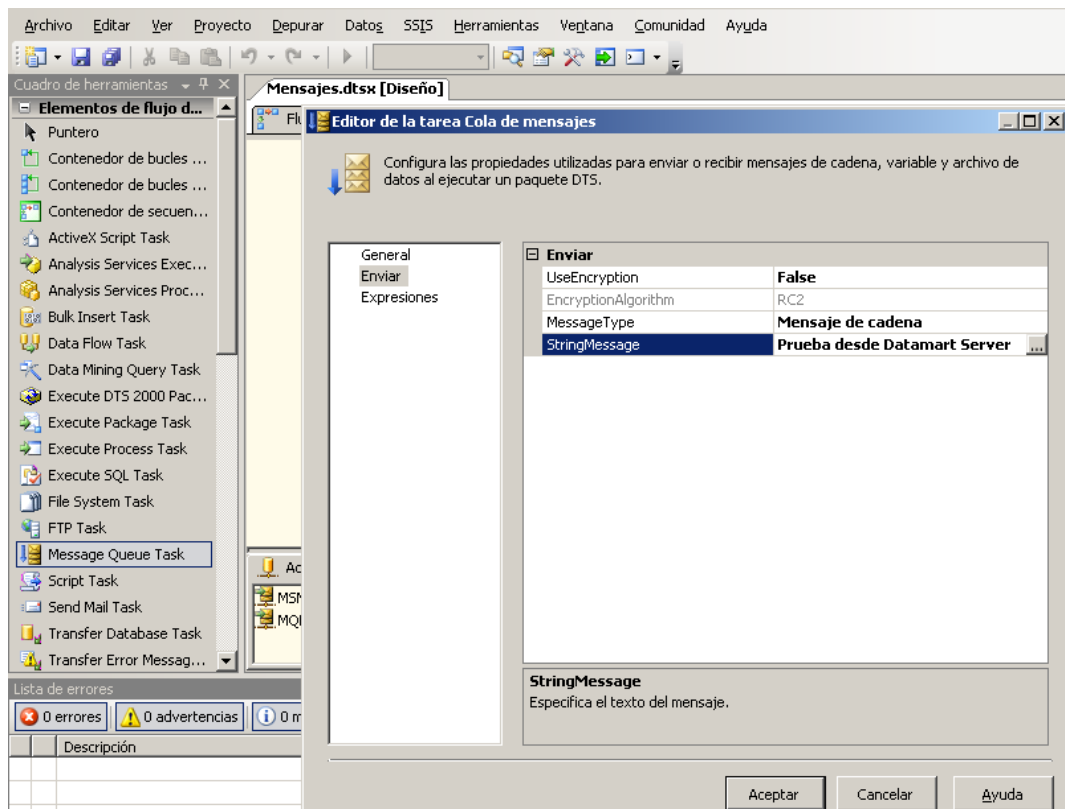 Archivo Editar Ver Proyecto Depurar Datos SSIS Herramientas Ventana Comunidad Ayuda
Cuadro de herramientas
Elementos de flujo d...
Puntero
Contenedor de bucles ...
Contenedor de bucles ...
Contenedor de secuen...
ActiveX Script Task
Analysis Services Exec...
Analysis Services Proc...
Bulk Insert Task
Data Flow Task
Data Mining Query Task
Execute DTS 2000 Pac...
Execute Package Task
Execute Process Task
Execute SQL Task
File System Task
FTP Task
Message Queue Task
Script Task
Send Mail Task
Transfer Database Task
Transfer Error Messag...
Mensajes.dtsx [Diseño]
Editor de la tarea Cola de mensajes
Configura las propiedades utilizadas para enviar o recibir mensajes de cadena, variable y archivo de
datos al ejecutar un paquete DTS.
General
Enviar
Expresiones
Enviar
UseEncryption False
EncryptionAlgorithm RC2
MessageType Mensaje de cadena
StringMessage Prueba desde Datamart Server ...
StringMessage
Especifica el texto del mensaje.
Lista de errores
0 errores 0 advertencias 0 m
Descripción
Aceptar Cancelar Ayuda